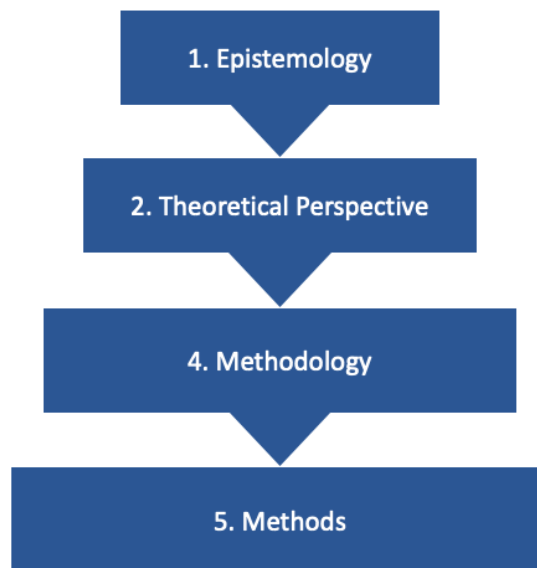 1. Epistemology
2. Theoretical Perspective
4. Methodology
5. Methods